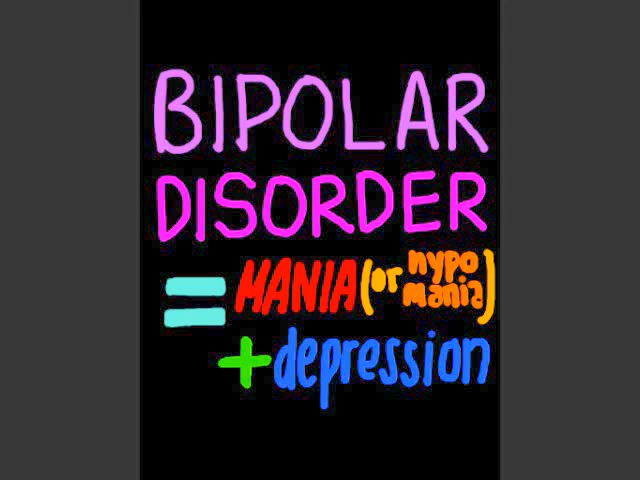 BIPOLAR
DISORDER
= MANIA (or hypo mania)
+ depression